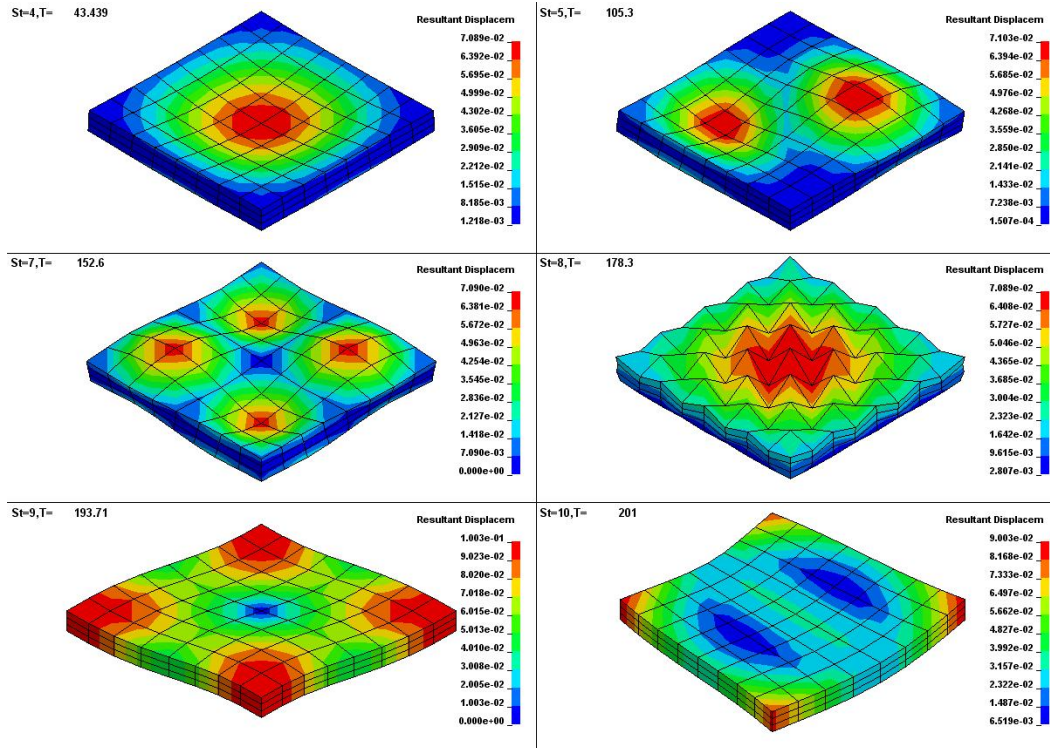 St=4,T= 43.439
Resultant Displacem
7.089e-02
6.392e-02
5.695e-02
4.999e-02
4.302e-02
3.605e-02
2.909e-02
2.212e-02
1.515e-02
8.185e-03
1.218e-03
St=5,T= 105.3
Resultant Displacem
7.103e-02
6.394e-02
5.685e-02
4.976e-02
4.268e-02
3.559e-02
2.850e-02
2.141e-02
1.433e-02
7.238e-03
1.507e-04
St=7,T= 152.6
Resultant Displacem
7.090e-02
6.381e-02
5.672e-02
4.963e-02
4.254e-02
3.545e-02
2.836e-02
2.127e-02
1.418e-02
7.090e-03
0.000e+00
St=8,T= 178.3
Resultant Displacem
7.089e-02
6.408e-02
5.727e-02
5.046e-02
4.365e-02
3.685e-02
3.004e-02
2.323e-02
1.642e-02
9.615e-03
2.807e-03
St=9,T= 193.71
Resultant Displacem
1.003e-01
9.023e-02
8.020e-02
7.018e-02
6.015e-02
5.013e-02
4.010e-02
3.008e-02
2.005e-02
1.003e-02
0.000e+00
St=10,T= 201
Resultant Displacem
9.003e-02
8.168e-02
7.333e-02
6.497e-02
5.662e-02
4.827e-02
3.992e-02
3.157e-02
2.322e-02
1.487e-02
6.519e-03